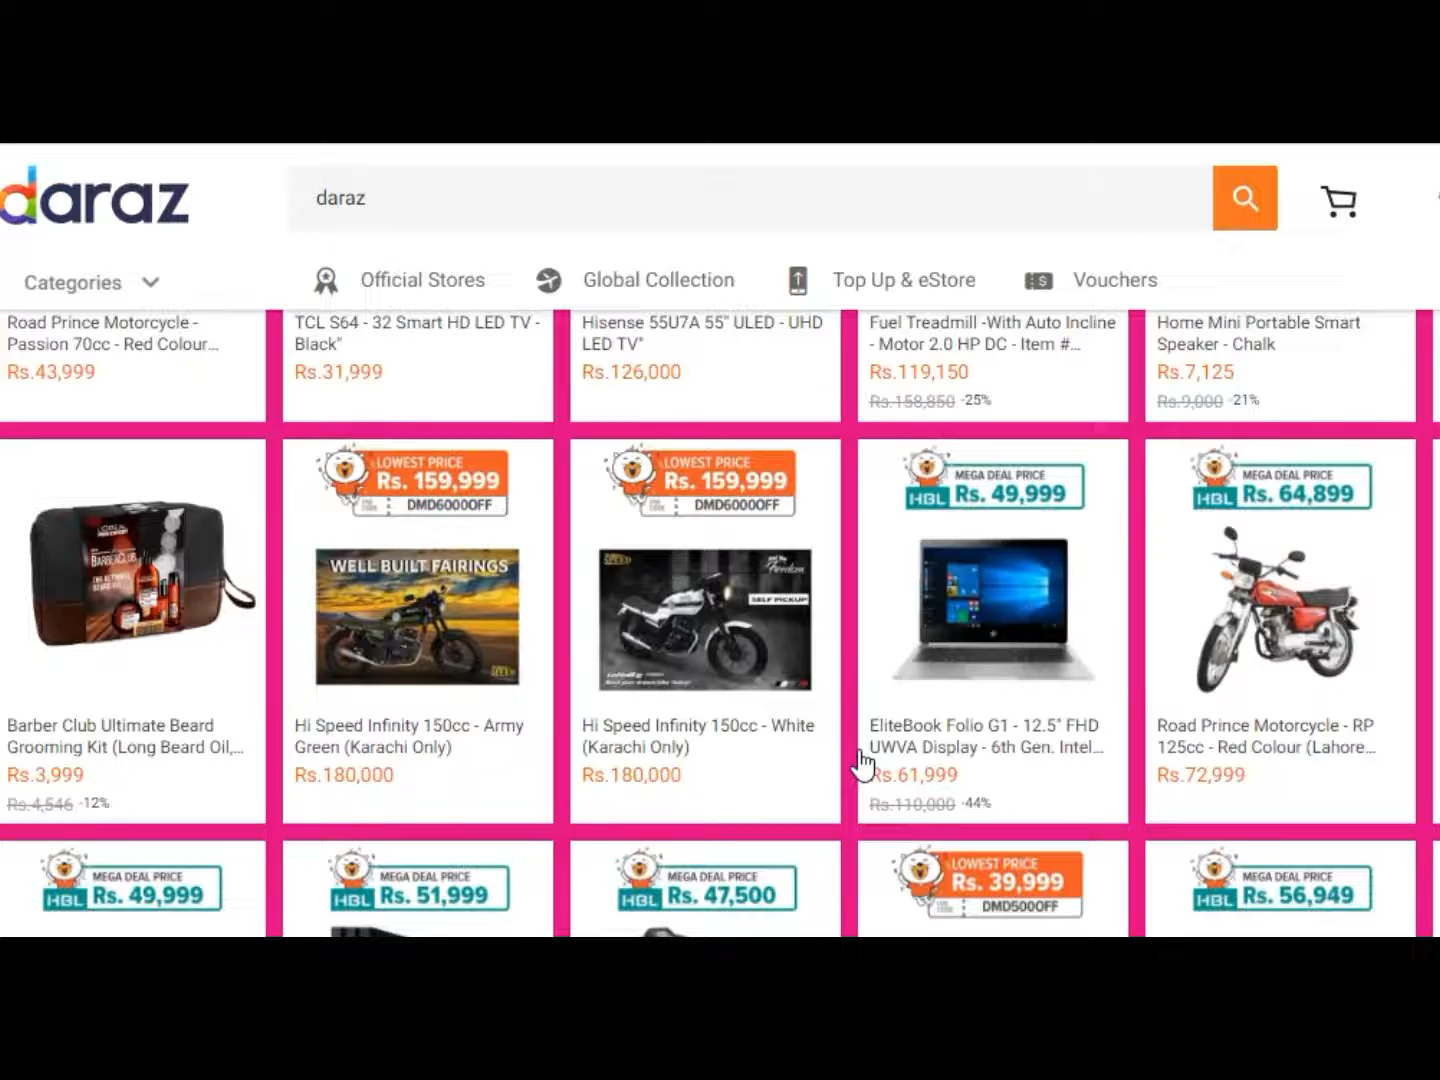 daraz
daraz
Categories
Official Stores
Global Collection
Top Up & eStore
Vouchers
Road Prince Motorcycle -
Passion 70cc - Red Colour...
Rs.43,999
TCL S64 - 32 Smart HD LED TV -
Black"
Rs.31,999
Hisense 55U7A 55" ULED - UHD
LED TV"
Rs.126,000
Fuel Treadmill -With Auto Incline
- Motor 2.0 HP DC - Item #...
Rs.119,150
Rs.158,850 -25%
Home Mini Portable Smart
Speaker - Chalk
Rs.7,125
Rs.9,000 -21%
BARBERCLUB
Barber Club Ultimate Beard
Grooming Kit (Long Beard Oil,...
Rs.3,999
Rs.4,546 -12%
LOWEST PRICE
Rs. 159,999
DMD6000OFF
WELL BUILT FAIRINGS
Hi Speed Infinity 150cc - Army
Green (Karachi Only)
Rs.180,000
LOWEST PRICE
Rs. 159,999
DMD6000OFF
SPEED
Freedom
SELF PICKUP
Hi Speed Infinity 150cc - White
(Karachi Only)
Rs.180,000
MEGA DEAL PRICE
HBL Rs. 49,999
EliteBook Folio G1 - 12.5" FHD
UWVA Display - 6th Gen. Intel...
Rs.61,999
Rs.110,000 -44%
MEGA DEAL PRICE
HBL Rs. 64,899
Road Prince Motorcycle - RP
125cc - Red Colour (Lahore...
Rs.72,999
MEGA DEAL PRICE
HBL Rs. 49,999
MEGA DEAL PRICE
HBL Rs. 51,999
MEGA DEAL PRICE
HBL Rs. 47,500
LOWEST PRICE
Rs. 39,999
DMD500OFF
MEGA DEAL PRICE
HBL Rs. 56,949